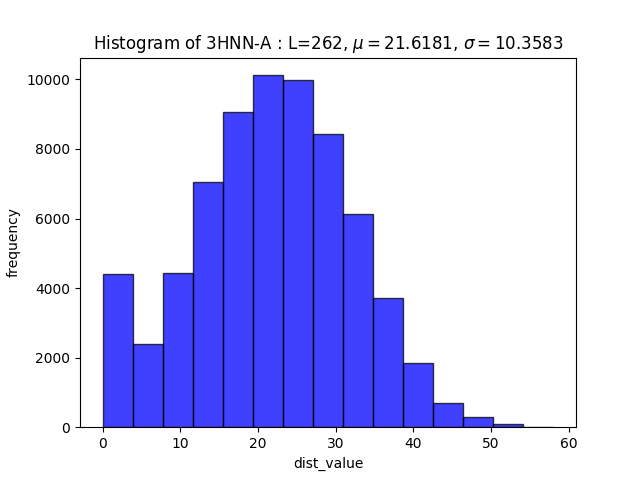 Histogram of 3HNN-A : L=262, μ = 21.6181, σ = 10.3583
frequency
10000
8000
6000
4000
2000
0
0 10 20 30 40 50 60
dist_value